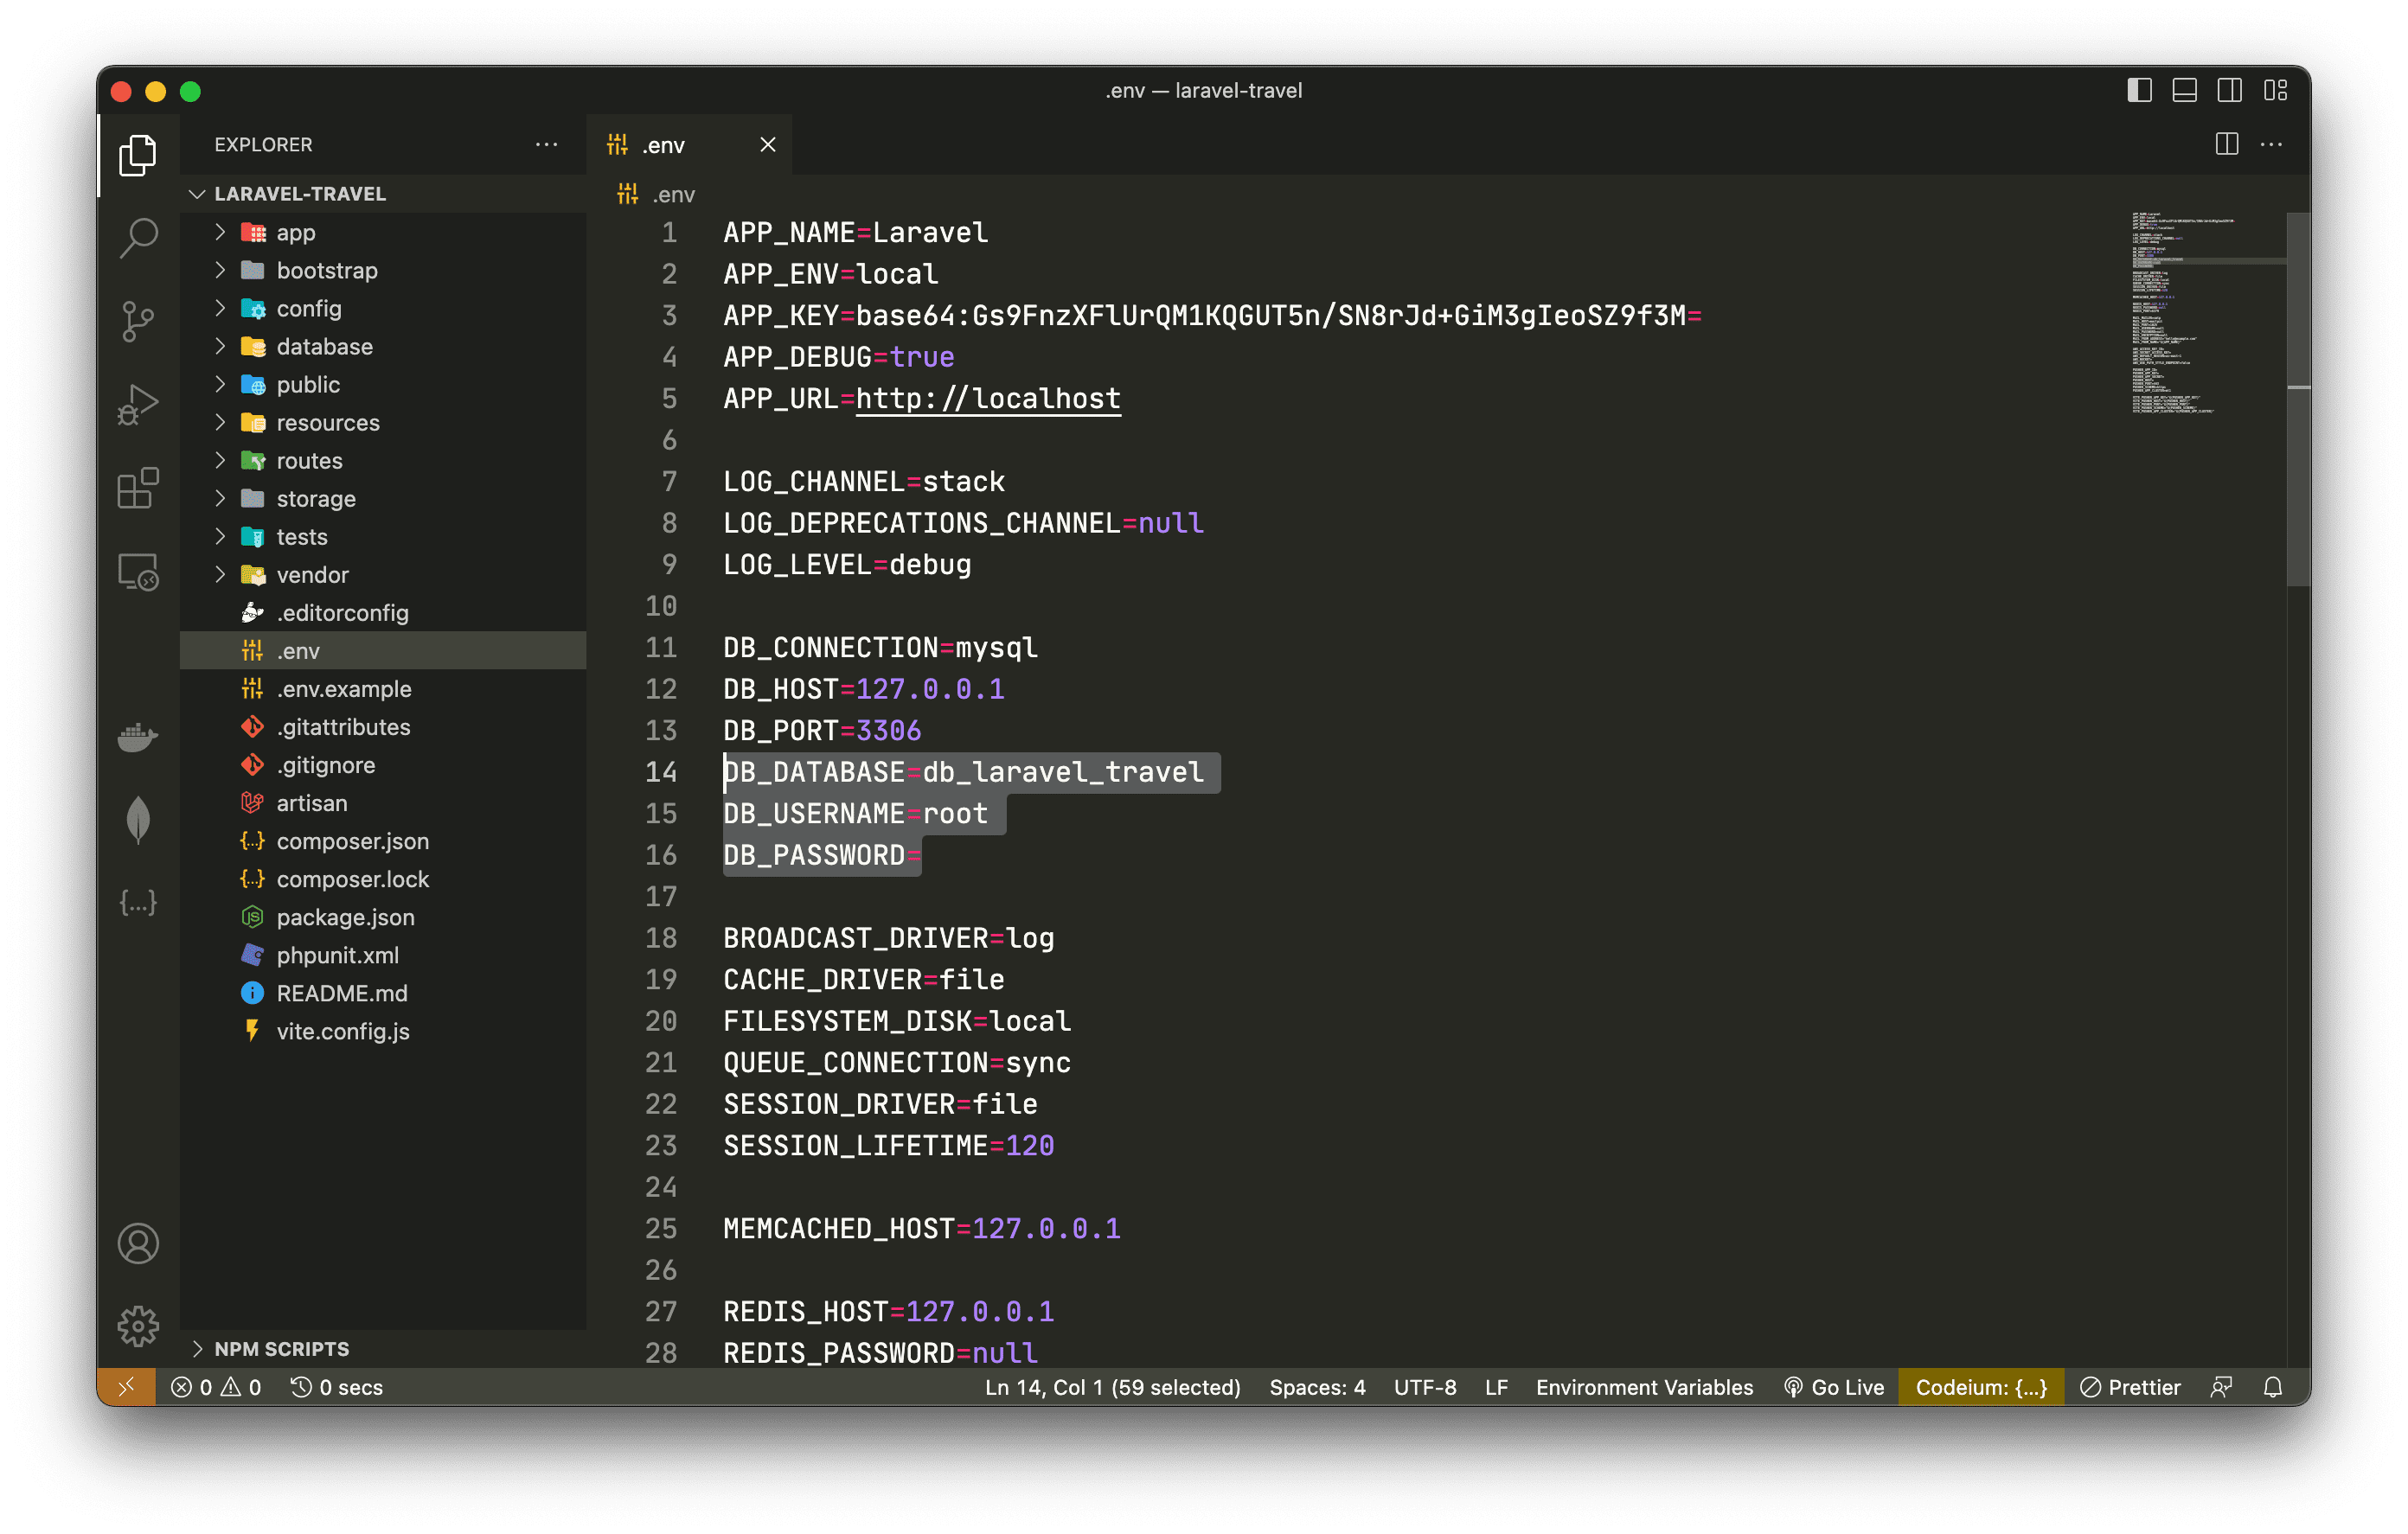 .env — laravel-travel
EXPLORER
.env
LARAVEL-TRAVEL
app
bootstrap
config
database
public
resources
routes
storage
tests
vendor
.editorconfig
.env
.env.example
.gitattributes
.gitignore
artisan
composer.json
composer.lock
package.json
phpunit.xml
README.md
vite.config.js
NPM SCRIPTS
.env
1 APP_NAME=Laravel
2 APP_ENV=local
3 APP_KEY=base64:Gs9FnzXFlUrQM1KQGUT5n/SN8rJd+GiM3gIeoSZ9f3M=
4 APP_DEBUG=true
5 APP_URL=http://localhost
6
7 LOG_CHANNEL=stack
8 LOG_DEPRECATIONS_CHANNEL=null
9 LOG_LEVEL=debug
10
11 DB_CONNECTION=mysql
12 DB_HOST=127.0.0.1
13 DB_PORT=3306
14 DB_DATABASE=db_laravel_travel
15 DB_USERNAME=root
16 DB_PASSWORD=
17
18 BROADCAST_DRIVER=log
19 CACHE_DRIVER=file
20 FILESYSTEM_DISK=local
21 QUEUE_CONNECTION=sync
22 SESSION_DRIVER=file
23 SESSION_LIFETIME=120
24
25 MEMCACHED_HOST=127.0.0.1
26
27 REDIS_HOST=127.0.0.1
28 REDIS_PASSWORD=null
0 0 0 secs Ln 14, Col 1 (59 selected) Spaces: 4 UTF-8 LF Environment Variables Go Live Codeium: {...} Prettier